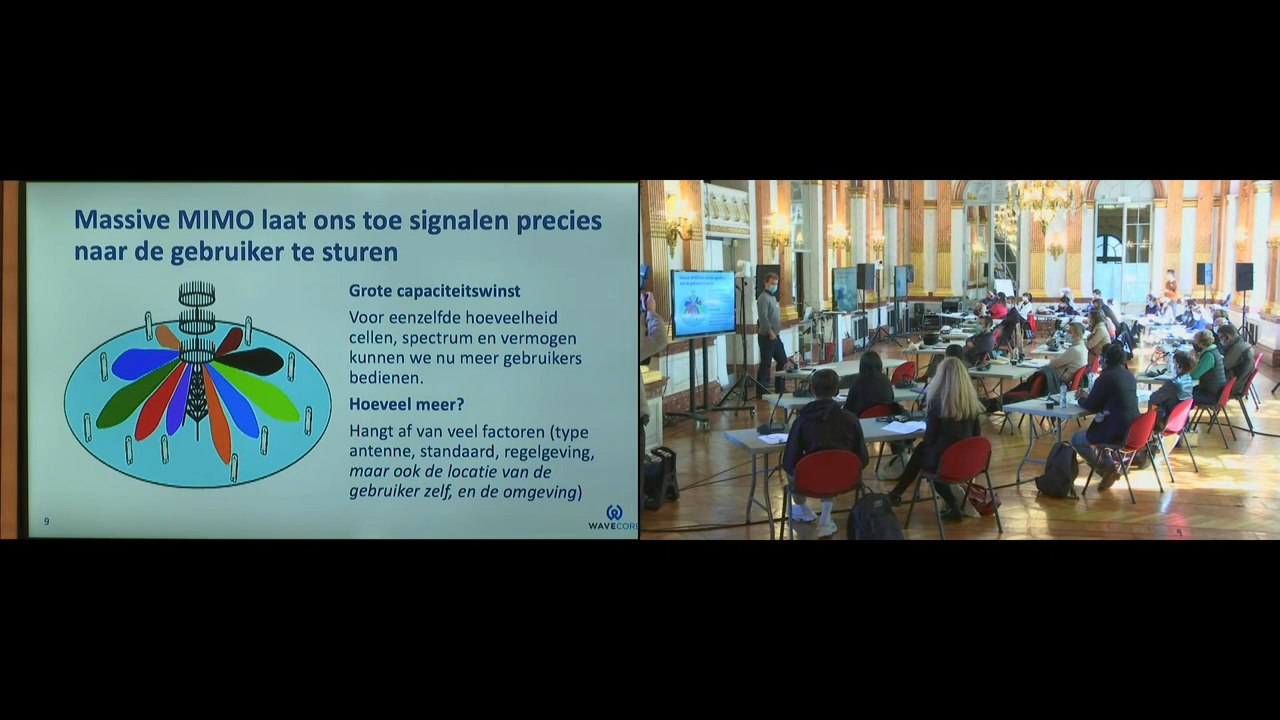 Massive MIMO laat ons toe signalen precies
naar de gebruiker te sturen
Grote capaciteitswinst
Voor eenzelfde hoeveelheid
cellen, spectrum en vermogen
kunnen we nu meer gebruikers
bedienen.
Hoeveel meer?
Hangt af van veel factoren (type
antenne, standaard, regelgeving,
maar ook de locatie van de
gebruiker zelf, en de omgeving)
9
WAVECORE